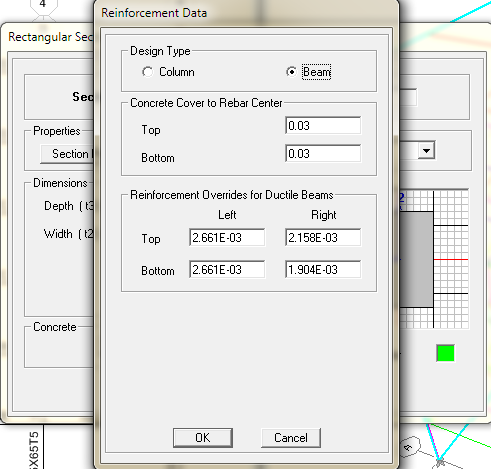 4
Reinforcement Data
Rectangular Sec
Design Type
Column
Beam
Sec
Concrete Cover to Rebar Center
Properties
Top
0.03
Section
Bottom
0.03
Dimensions
Reinforcement Overrides for Ductile Beams
Left
Right
Depth ( t3
Width ( t2
Top
2.661E-03
2.158E-03
Bottom
2.661E-03
1.904E-03
Concrete
OK
Cancel
5X65T5